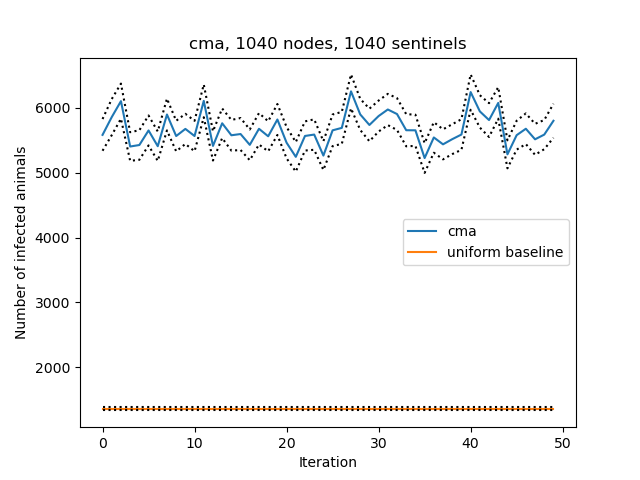 cma, 1040 nodes, 1040 sentinels
6000
5000
4000
3000
2000
Number of infected animals
cma
uniform baseline
0 10 20 30 40 50
Iteration